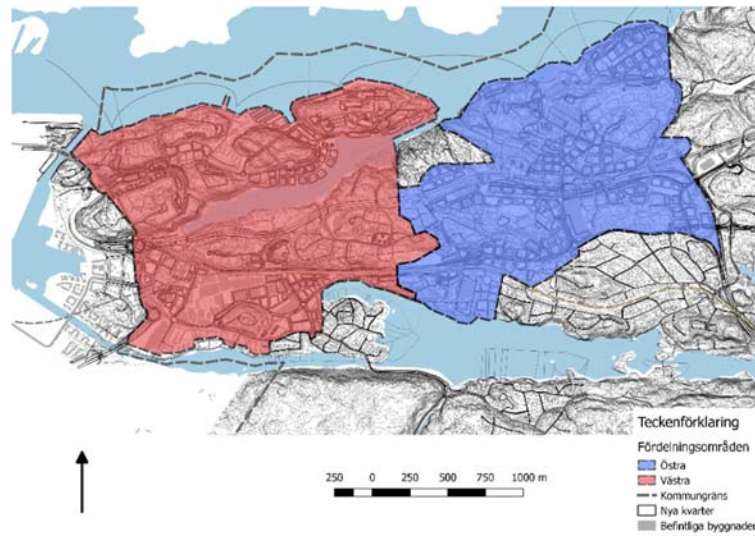 250 0 250 500 750 1000 m
Teckenförklaring
Fördelningsområden
Östra
Västra
Kommungräns
Nya kvarter
Befintliga byggnader